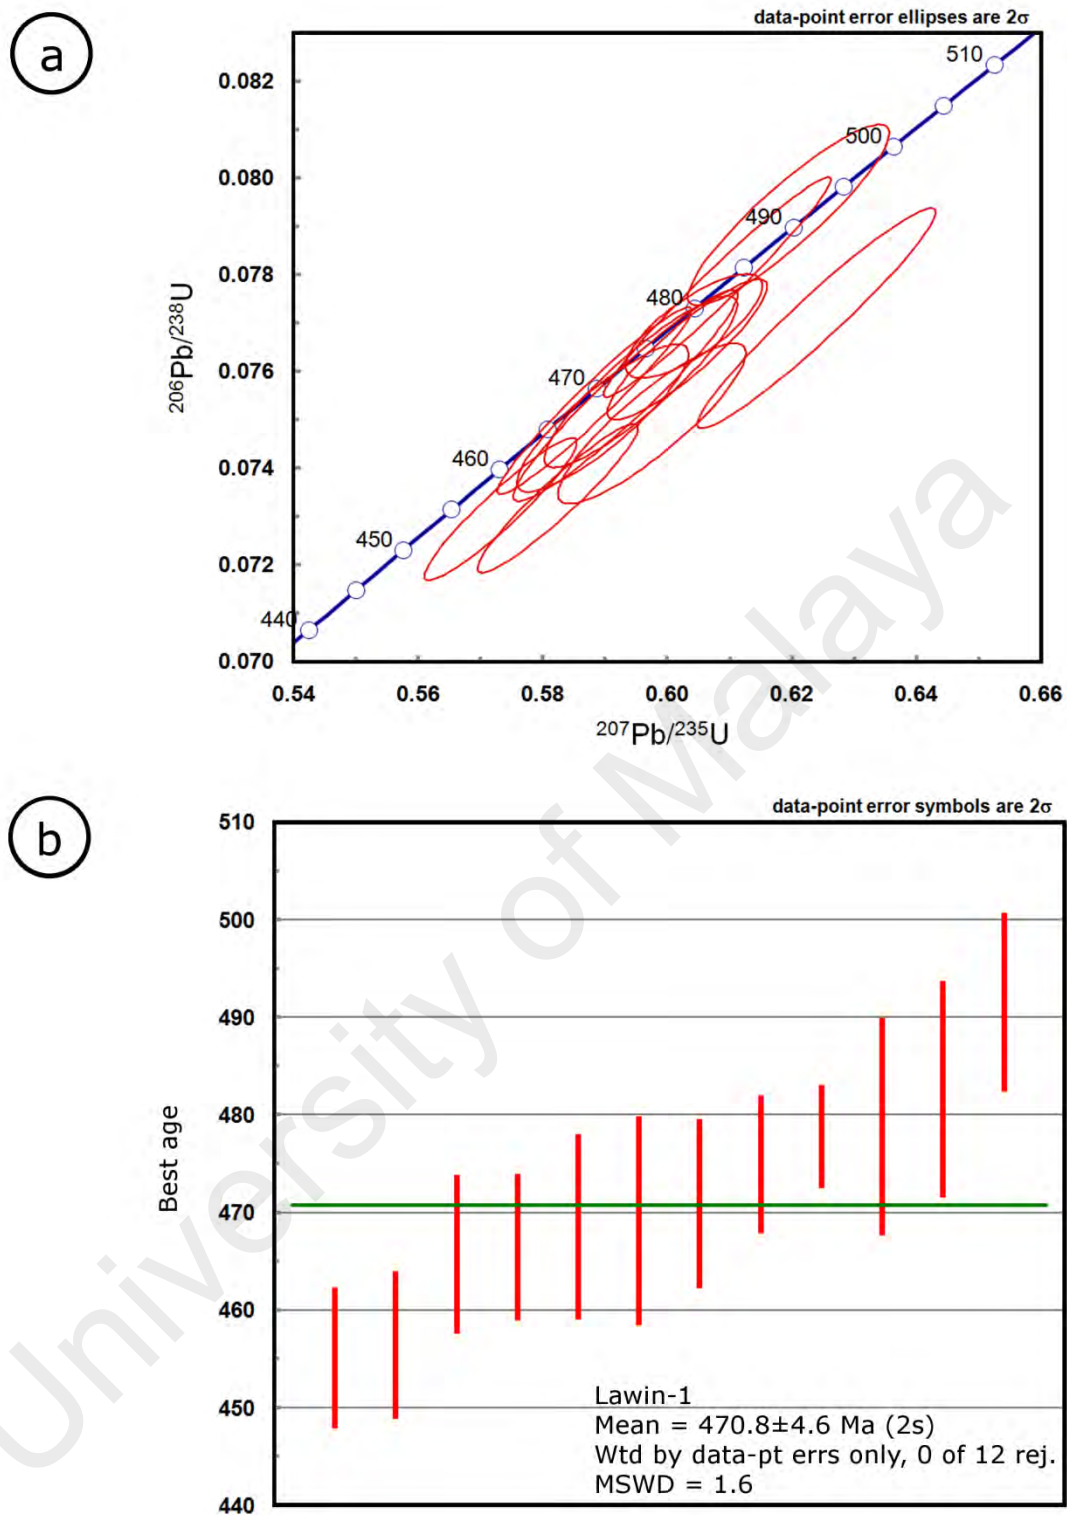 a
data-point error ellipses are 2σ
0.082
0.080
0.078
0.076
0.074
0.072
0.070
510
500
490
480
470
460
450
440
0.54 0.56 0.58 0.60 0.62 0.64 0.66
206Pb/238U
207Pb/235U
b
data-point error symbols are 2σ
510
500
490
480
470
460
450
440
Best age
Lawin-1
Mean = 470.8±4.6 Ma (2s)
Wtd by data-pt errs only, 0 of 12 rej.
MSWD = 1.6
University of Malaya